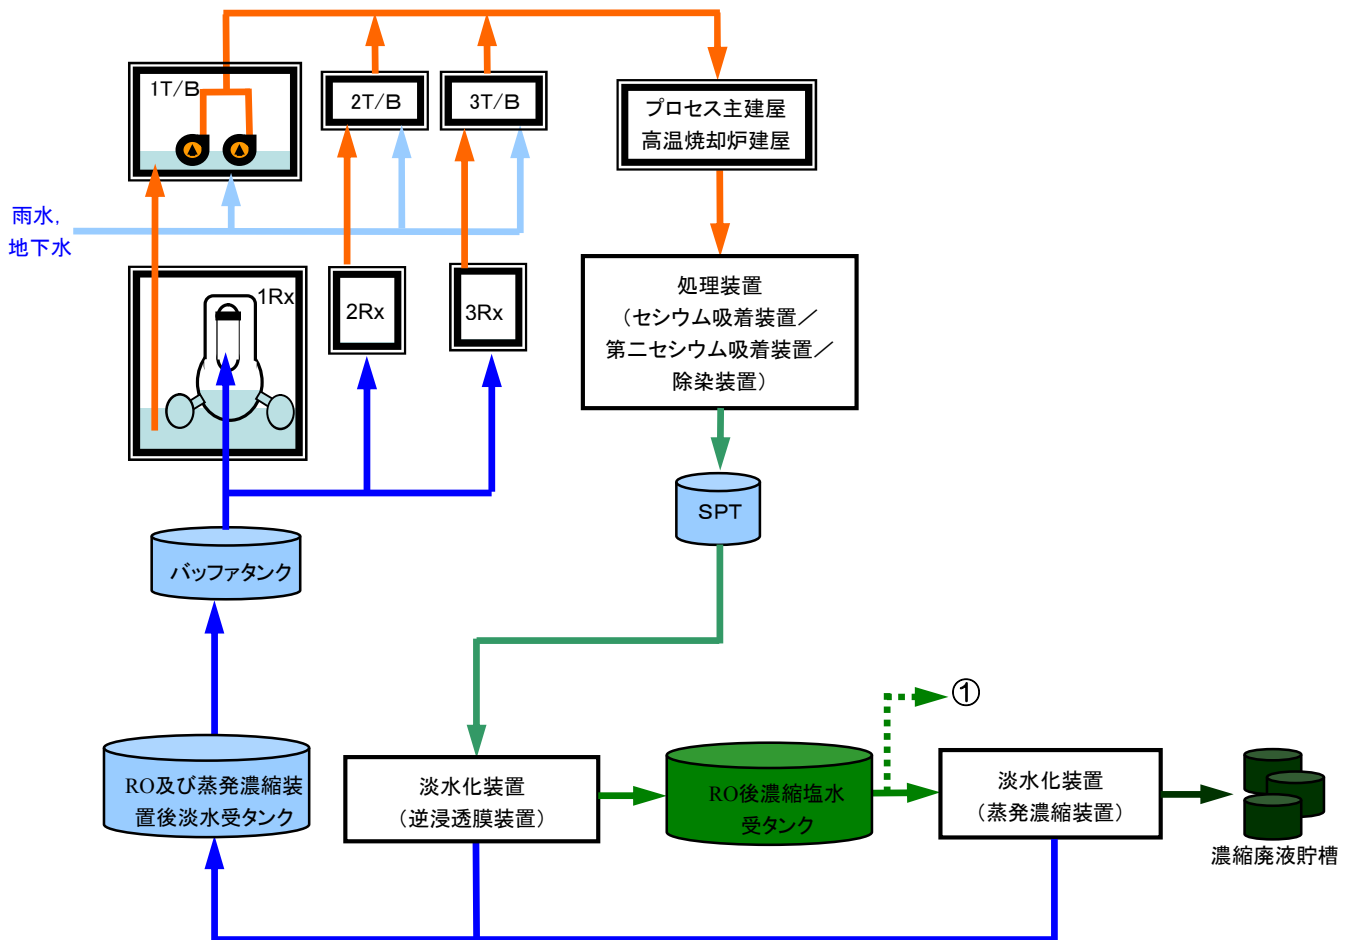 1T/B
2T/B
3T/B
プロセス主建屋
高温焼却炉建屋
雨水,
地下水
1Rx
2Rx
3Rx
処理装置
（セシウム吸着装置／
第二セシウム吸着装置／
除染装置）
SPT
バッファタンク
①
RO及び蒸発濃縮装
置後淡水受タンク
淡水化装置
（逆浸透膜装置）
RO後濃縮塩水
受タンク
淡水化装置
（蒸発濃縮装置）
濃縮廃液貯槽